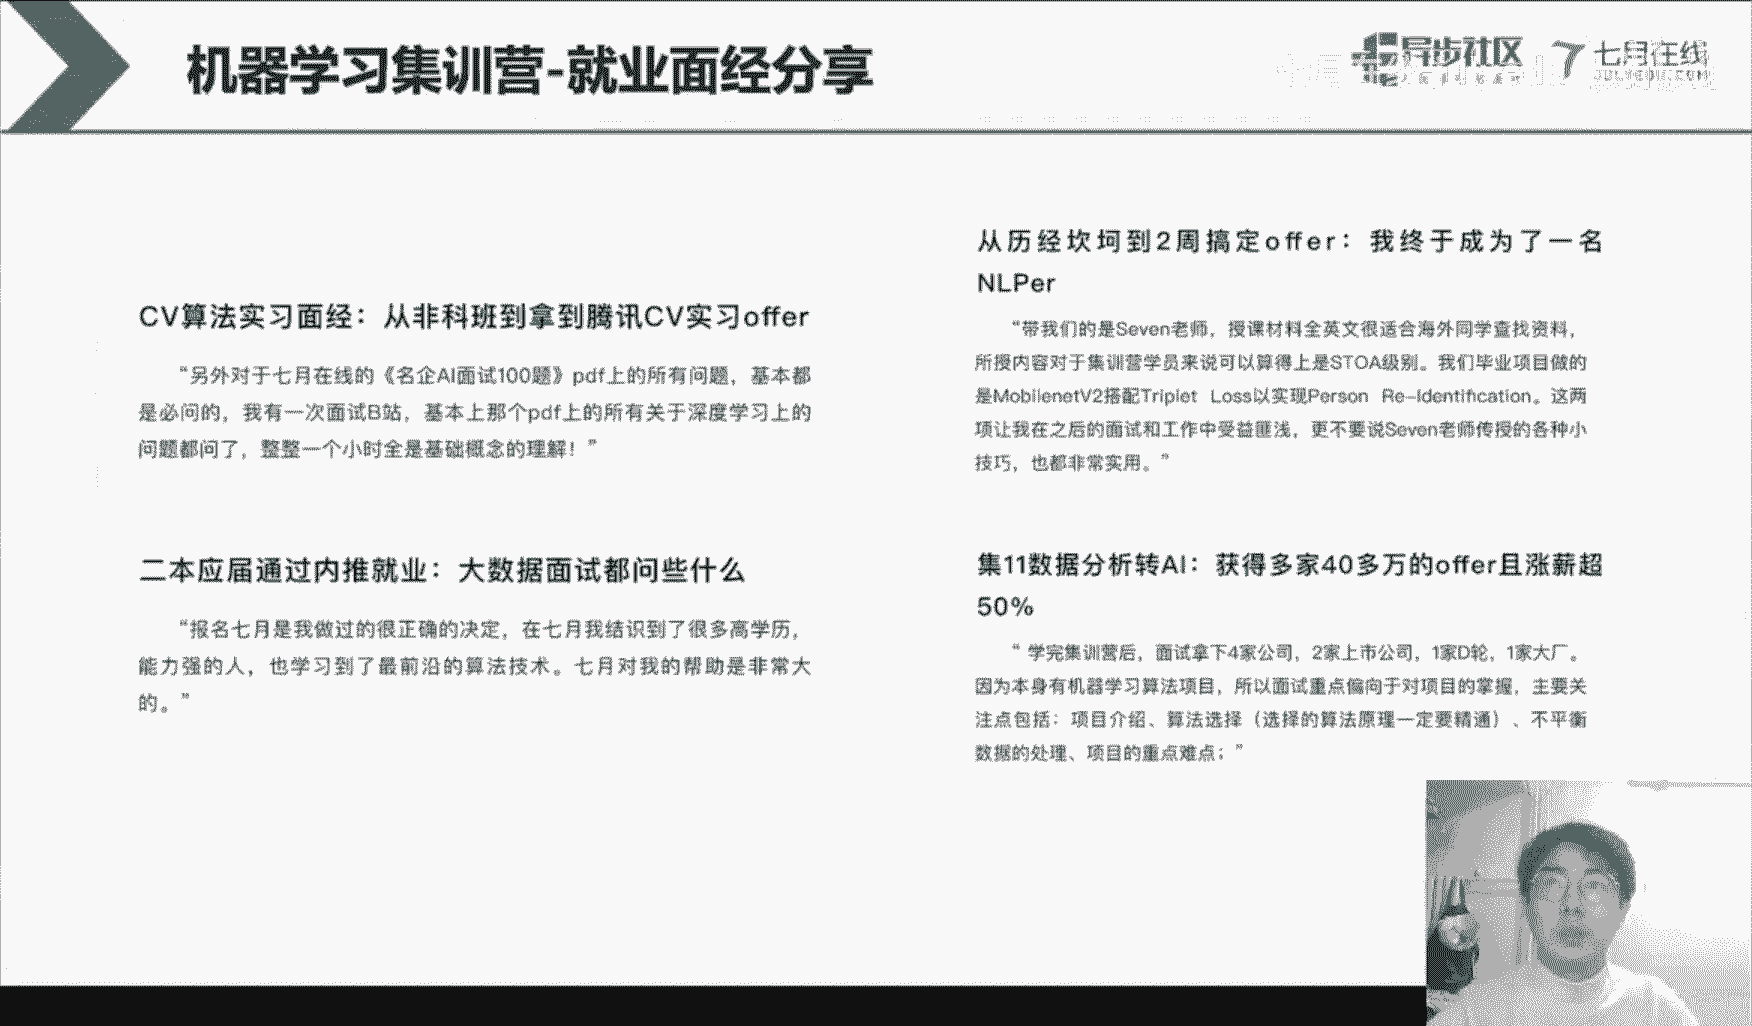 机器学习集训营-就业面经分享
异步社区
七月在线
JULYEDU.COM
CV算法实习面经：从非科班到拿到腾讯CV实习offer
“另外对于七月在线的《名企AI面试100题》pdf上的所有问题，基本都
是必问的，我有一次面试B站，基本上那个pdf上的所有关于深度学习上的
问题都问了，整整一个小时全是基础概念的理解！”
二本应届通过内推就业：大数据面试都问些什么
“报名七月是我做过的很正确的决定，在七月我结识到了很多高学历，
能力强的人，也学习到了最前沿的算法技术。七月对我的帮助是非常大
的。”
从历经坎坷到2周搞定offer：我终于成为了一名
NLPer
“带我们的是Seven老师，授课材料全英文很适合海外同学查找资料，
所授内容对于集训营学员来说可以算得上是STOA级别。我们毕业项目做的
是MobilenetV2搭配Triplet Loss以实现Person Re-Identification。这两
项让我在之后的面试和工作中受益匪浅，更不要说Seven老师传授的各种小
技巧，也都非常实用。”
集11数据分析转AI：获得多家40多万的offer且涨薪超
50%
“ 学完集训营后，面试拿下4家公司，2家上市公司，1家D轮，1家大厂。
因为本身有机器学习算法项目，所以面试重点偏向于对项目的掌握，主要关
注点包括：项目介绍、算法选择（选择的算法原理一定要精通）、不平衡
数据的处理、项目的重点难点；”